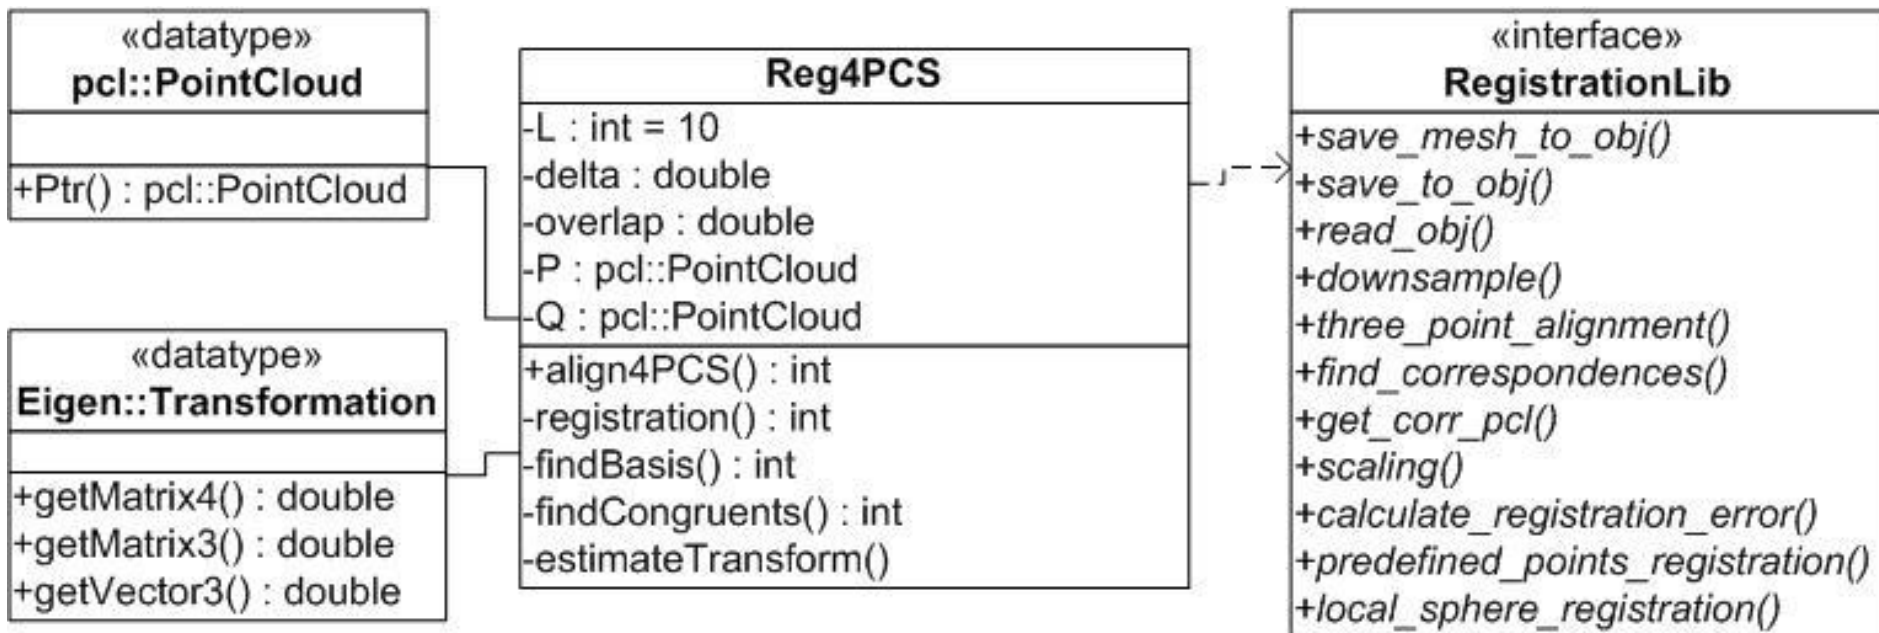 «datatype»
pcl::PointCloud
+Ptr() : pcl::PointCloud
«datatype»
Eigen::Transformation
+getMatrix4() : double
+getMatrix3() : double
+getVector3() : double
Reg4PCS
-L : int = 10
-delta : double
-overlap : double
-P : pcl::PointCloud
-Q : pcl::PointCloud
+align4PCS() : int
-registration() : int
-findBasis() : int
-findCongruents() : int
-estimateTransform()
«interface»
RegistrationLib
+save_mesh_to_obj()
+save_to_obj()
+read_obj()
+downsample()
+three_point_alignment()
+find_correspondences()
+get_corr_pcl()
+scaling()
+calculate_registration_error()
+predefined_points_registration()
+local_sphere_registration()